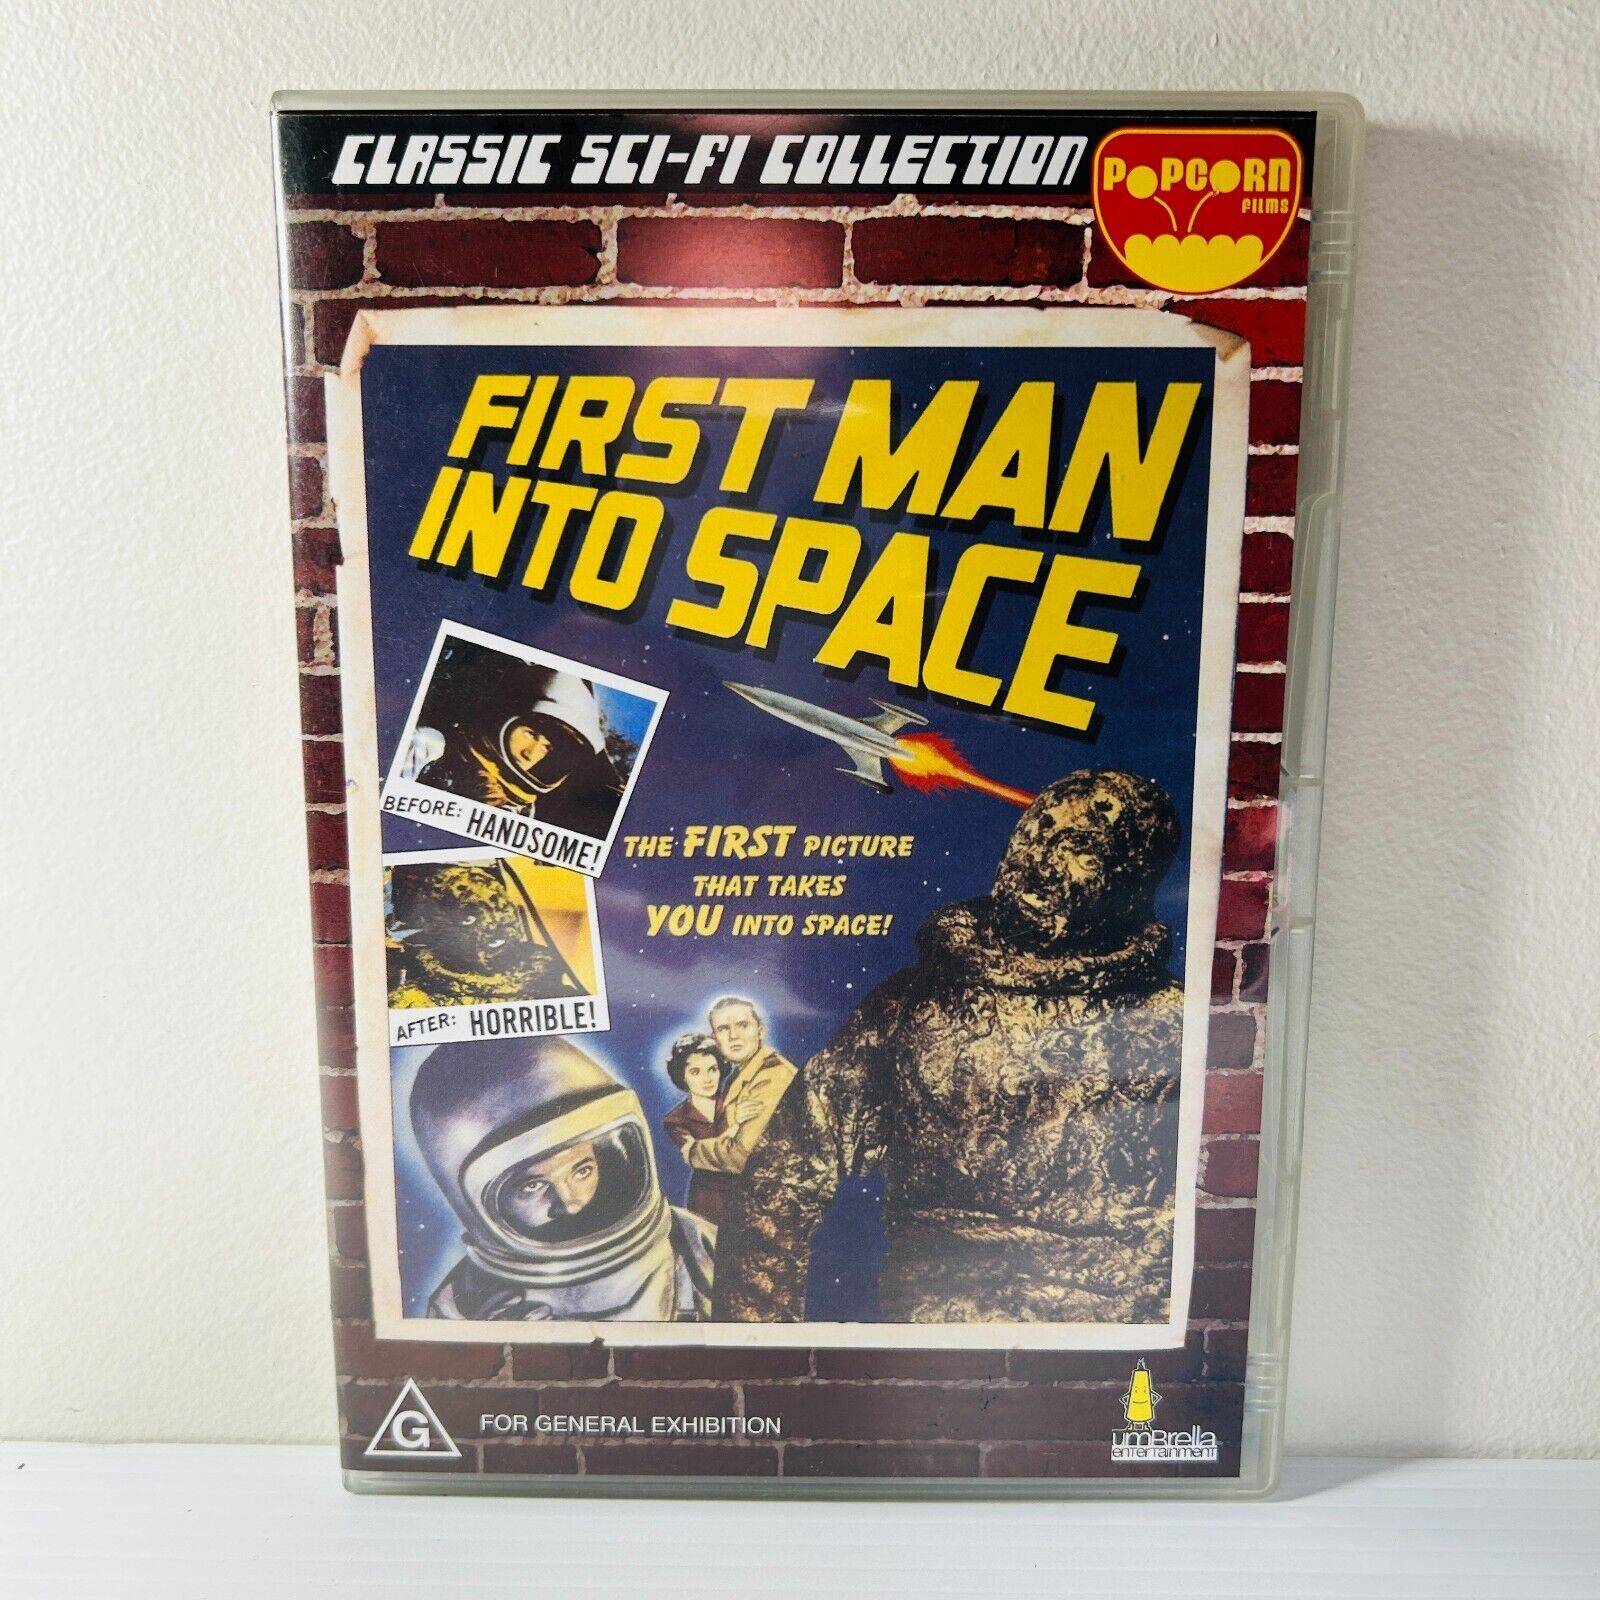 CLASSIC SCI-FI COLLECTION
POPCORN
FILMS
FIRST MAN
INTO SPACE
BEFORE: HANDSOME!
THE FIRST PICTURE
THAT TAKES
YOU INTO SPACE!
AFTER: HORRIBLE!
G
FOR GENERAL EXHIBITION
umBrella
entertainment